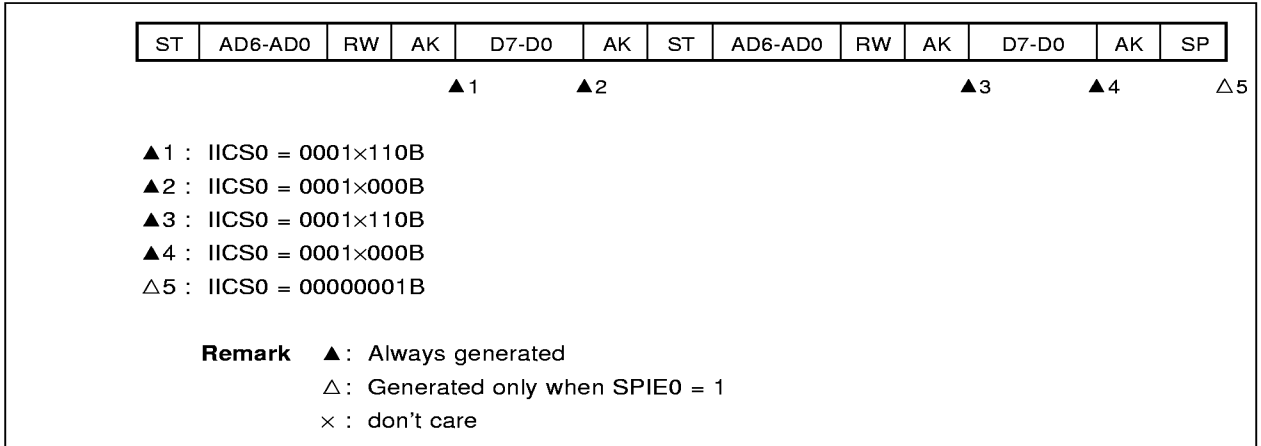 ST AD6-AD0 RW AK D7-D0 AK ST AD6-AD0 RW AK D7-D0 AK SP
▲1 ▲2 ▲3 ▲4 △5
▲1 : IICS0 = 0001×110B
▲2 : IICS0 = 0001×000B
▲3 : IICS0 = 0001×110B
▲4 : IICS0 = 0001×000B
△5 : IICS0 = 00000001B
Remark ▲: Always generated
△: Generated only when SPIE0 = 1
× : don't care